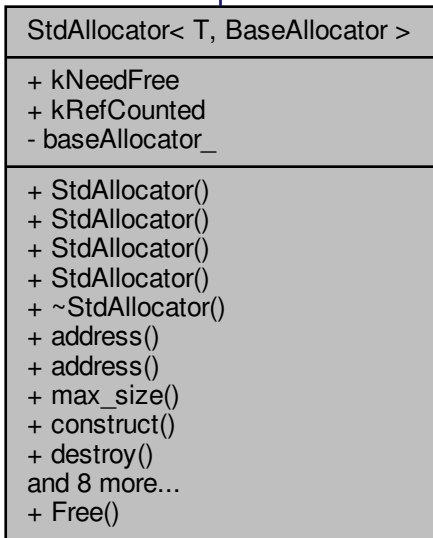 StdAllocator< T, BaseAllocator >
+ kNeedFree
+ kRefCounted
- baseAllocator_
+ StdAllocator()
+ StdAllocator()
+ StdAllocator()
+ StdAllocator()
+ ~StdAllocator()
+ address()
+ address()
+ max_size()
+ construct()
+ destroy()
and 8 more...
+ Free()